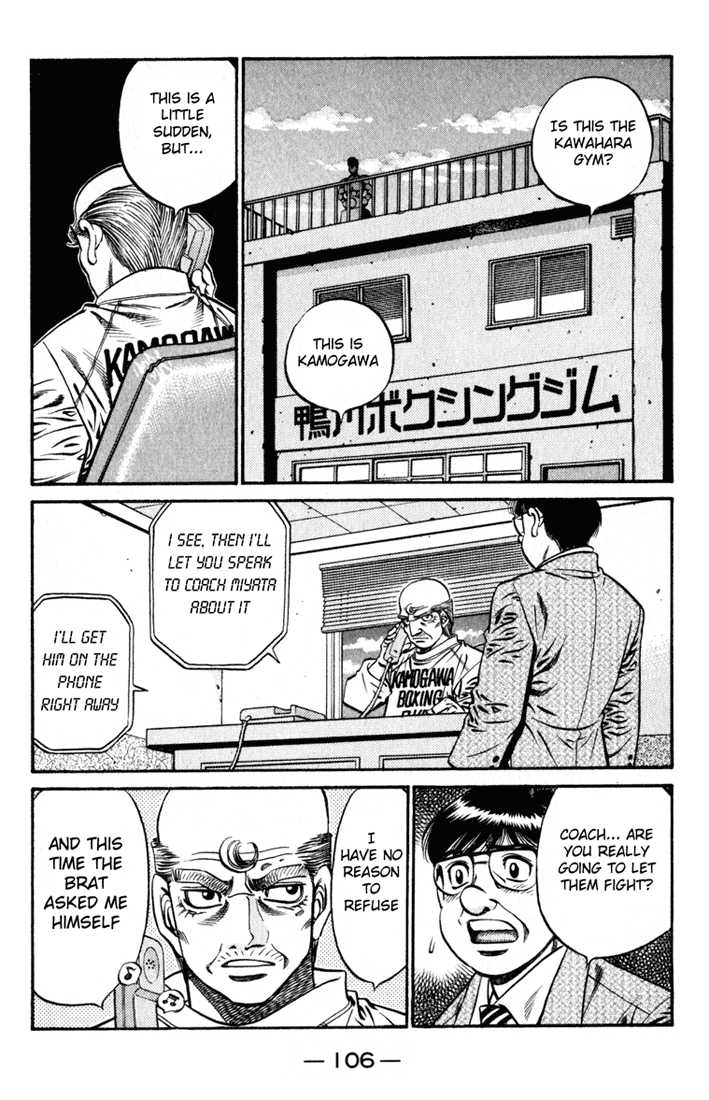 IS THIS THE
KAWAHARA
GYM?
THIS IS
KAMOGAWA
鴨川ボクシングジム
THIS IS A
LITTLE
SUDDEN,
BUT...
KAMOGAWA
I SEE, THEN I'LL
LET YOU SPEAK
TO COACH MIYATA
ABOUT IT
I'LL GET
HIM ON THE
PHONE
RIGHT AWAY
KAMOGAWA
BOXING
COACH... ARE
YOU REALLY
GOING TO LET
THEM FIGHT?
I
HAVE NO
REASON
TO
REFUSE
AND THIS
TIME THE
BRAT
ASKED ME
HIMSELF
— 106 —